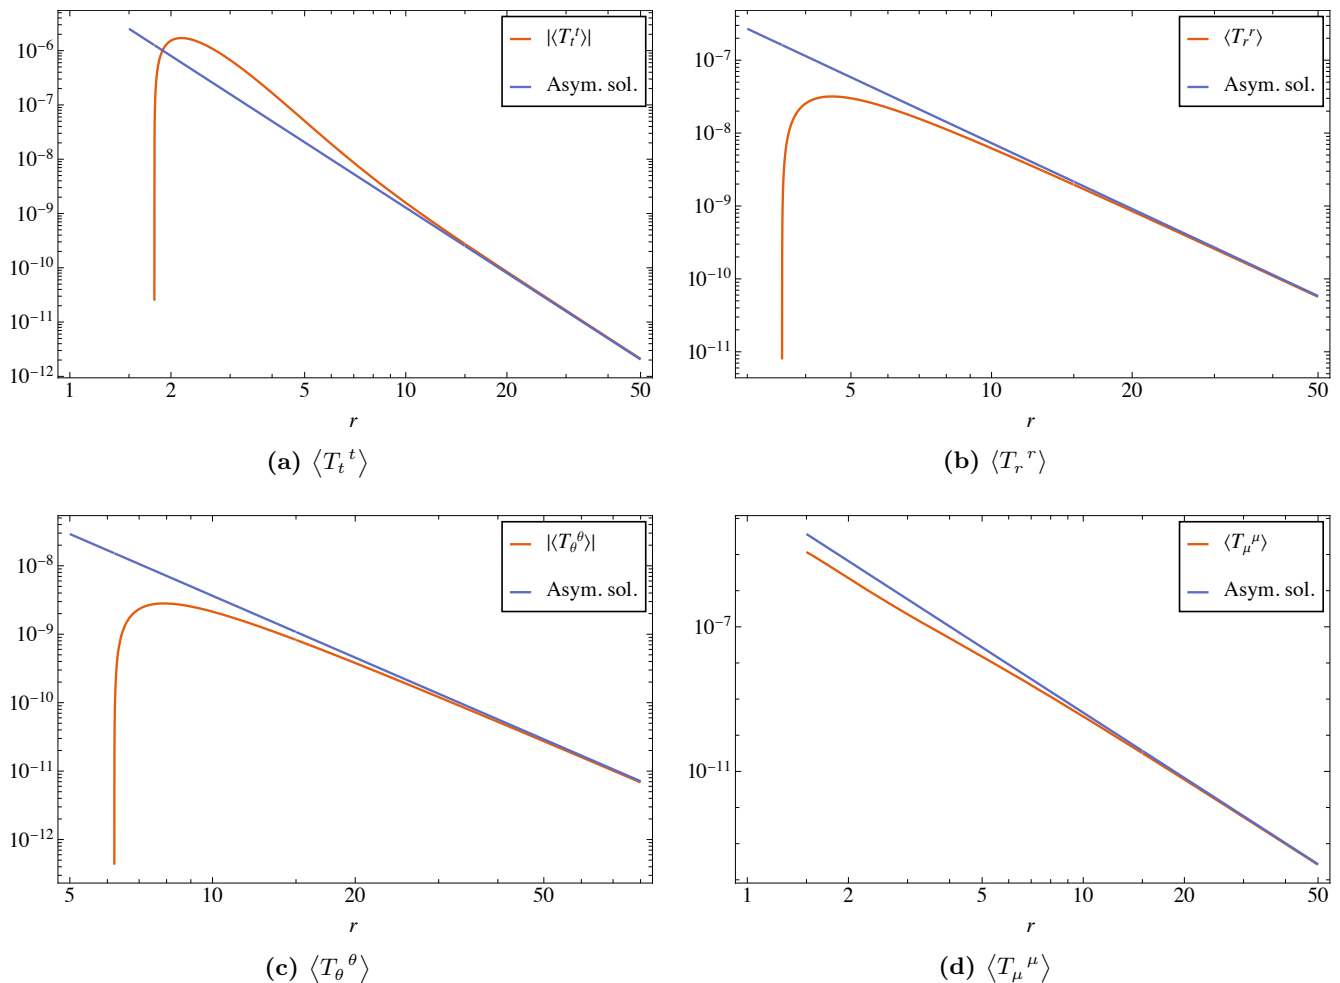 |⟨T_t^t⟩|
Asym. sol.
10^−6
10^−7
10^−8
10^−9
10^−10
10^−11
10^−12
1 2 5 10 20 50
r
(a) ⟨T_t^t⟩
⟨T_r^r⟩
Asym. sol.
10^−7
10^−8
10^−9
10^−10
10^−11
5 10 20 50
r
(b) ⟨T_r^r⟩
|⟨T_θ^θ⟩|
Asym. sol.
10^−8
10^−9
10^−10
10^−11
10^−12
5 10 20 50
r
(c) ⟨T_θ^θ⟩
⟨T_μ^μ⟩
Asym. sol.
10^−7
10^−11
1 2 5 10 20 50
r
(d) ⟨T_μ^μ⟩